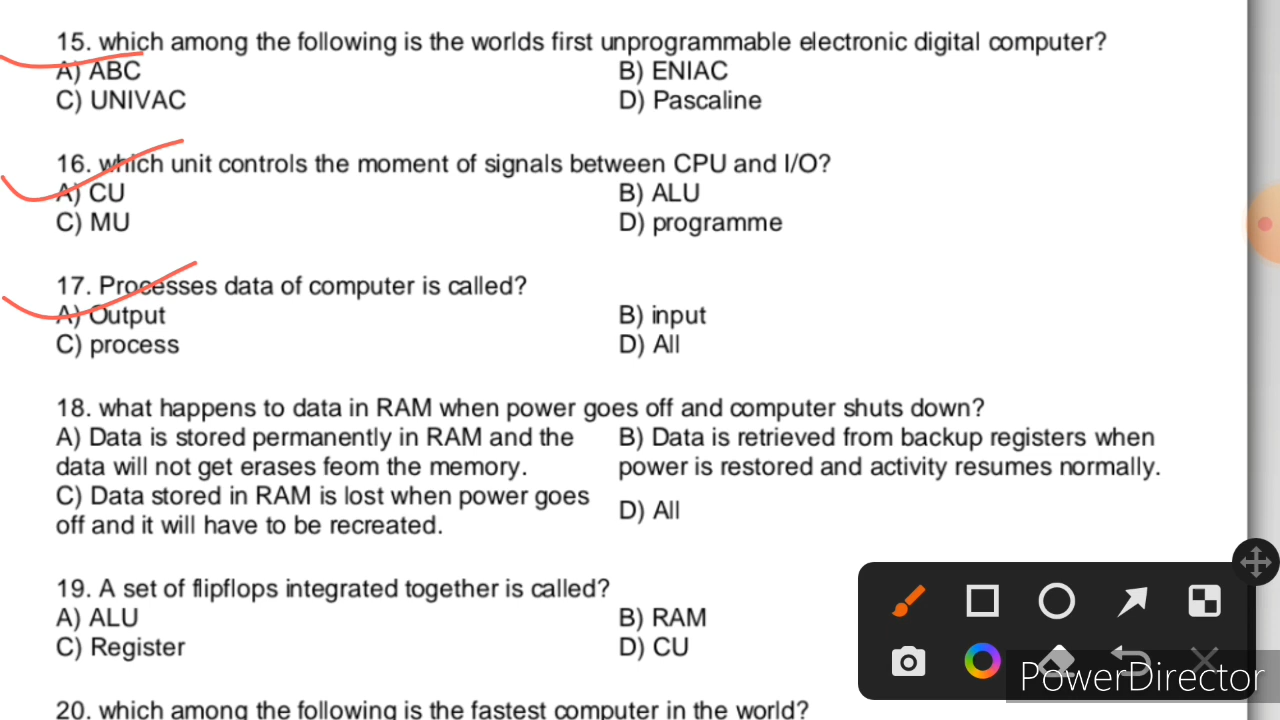 15. which among the following is the worlds first unprogrammable electronic digital computer?
A) ABC B) ENIAC
C) UNIVAC D) Pascaline
16. which unit controls the moment of signals between CPU and I/O?
A) CU B) ALU
C) MU D) programme
17. Processes data of computer is called?
A) Output B) input
C) process D) All
18. what happens to data in RAM when power goes off and computer shuts down?
A) Data is stored permanently in RAM and the
data will not get erases feom the memory.
B) Data is retrieved from backup registers when
power is restored and activity resumes normally.
C) Data stored in RAM is lost when power goes
off and it will have to be recreated.
D) All
19. A set of flipflops integrated together is called?
A) ALU B) RAM
C) Register D) CU
20. which among the following is the fastest computer in the world?
PowerDirector